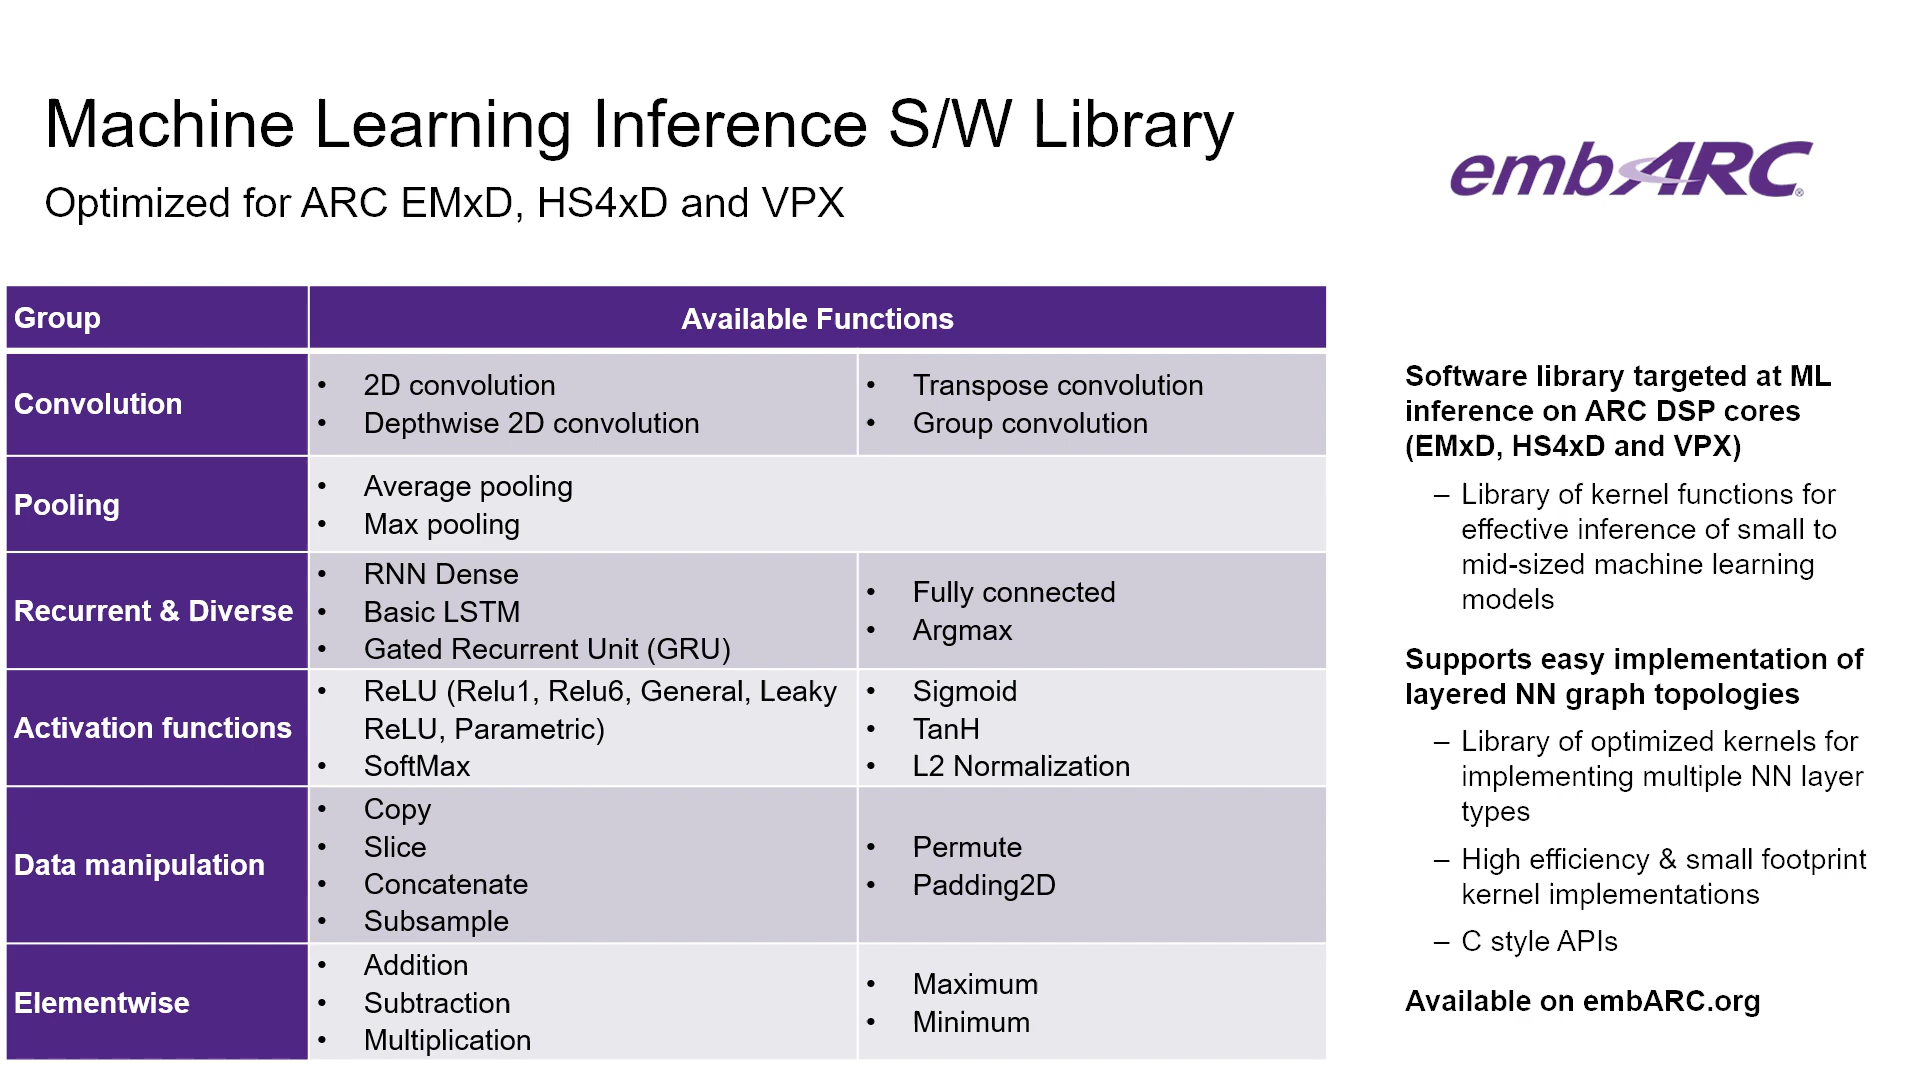 Machine Learning Inference S/W Library
Optimized for ARC EMxD, HS4xD and VPX
embARC®
Group
Available Functions
Convolution
• 2D convolution
• Depthwise 2D convolution
• Transpose convolution
• Group convolution
Pooling
• Average pooling
• Max pooling
Recurrent & Diverse
• RNN Dense
• Basic LSTM
• Gated Recurrent Unit (GRU)
• Fully connected
• Argmax
Activation functions
• ReLU (Relu1, Relu6, General, Leaky
ReLU, Parametric)
• SoftMax
• Sigmoid
• TanH
• L2 Normalization
Data manipulation
• Copy
• Slice
• Concatenate
• Subsample
• Permute
• Padding2D
Elementwise
• Addition
• Subtraction
• Multiplication
• Maximum
• Minimum
Software library targeted at ML
inference on ARC DSP cores
(EMxD, HS4xD and VPX)
– Library of kernel functions for
effective inference of small to
mid-sized machine learning
models
Supports easy implementation of
layered NN graph topologies
– Library of optimized kernels for
implementing multiple NN layer
types
– High efficiency & small footprint
kernel implementations
– C style APIs
Available on embARC.org